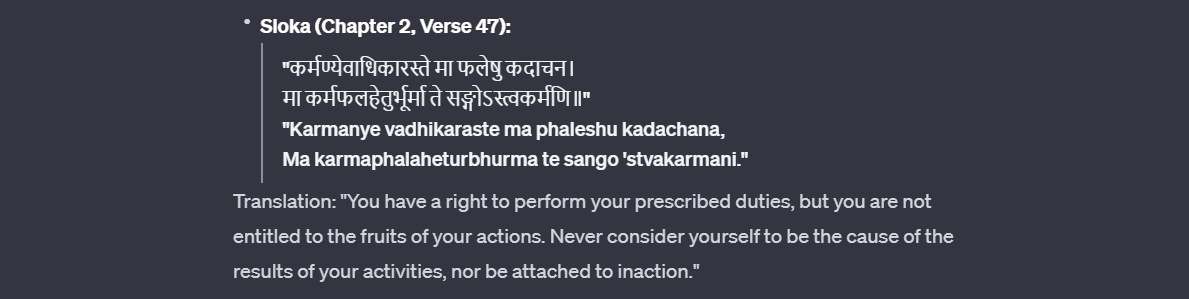 • Sloka (Chapter 2, Verse 47):
"कर्मण्येवाधिकारस्ते मा फलेषु कदाचन।
मा कर्मफलहेतुर्भूर्मा ते सङ्गोऽस्त्वकर्मणि॥"
"Karmanye vadhikaraste ma phaleshu kadachana,
Ma karmaphalaheturbhurma te sango 'stvakarmani."
Translation: "You have a right to perform your prescribed duties, but you are not
entitled to the fruits of your actions. Never consider yourself to be the cause of the
results of your activities, nor be attached to inaction."